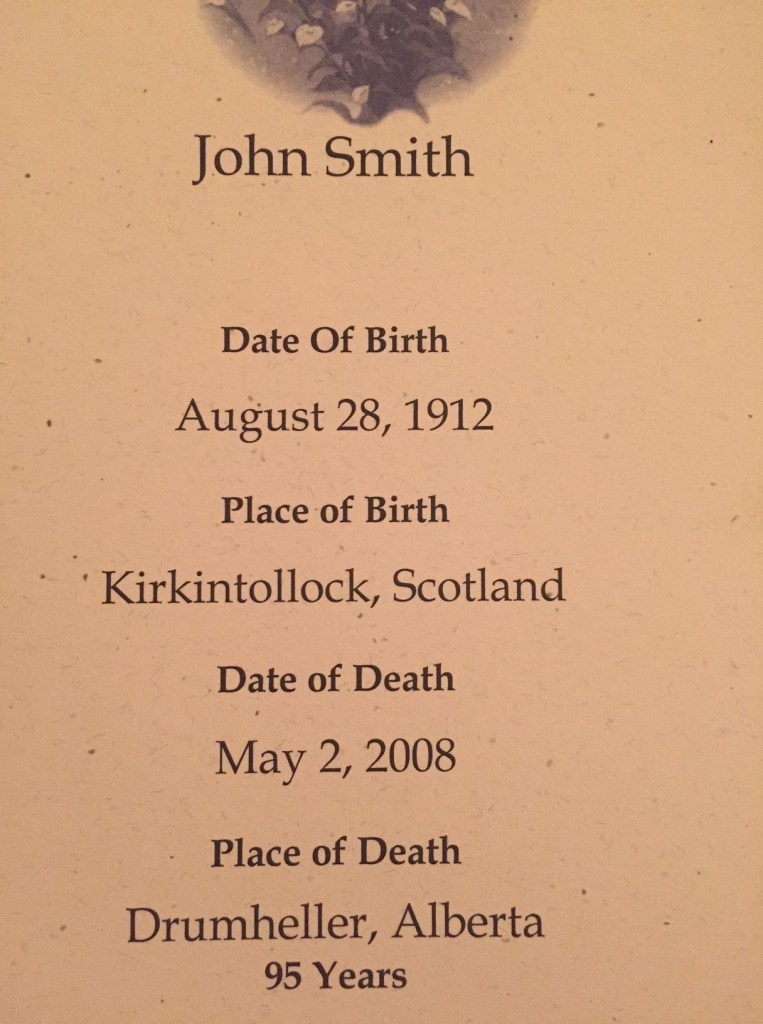 John Smith
Date Of Birth
August 28, 1912
Place of Birth
Kirkintollock, Scotland
Date of Death
May 2, 2008
Place of Death
Drumheller, Alberta
95 Years